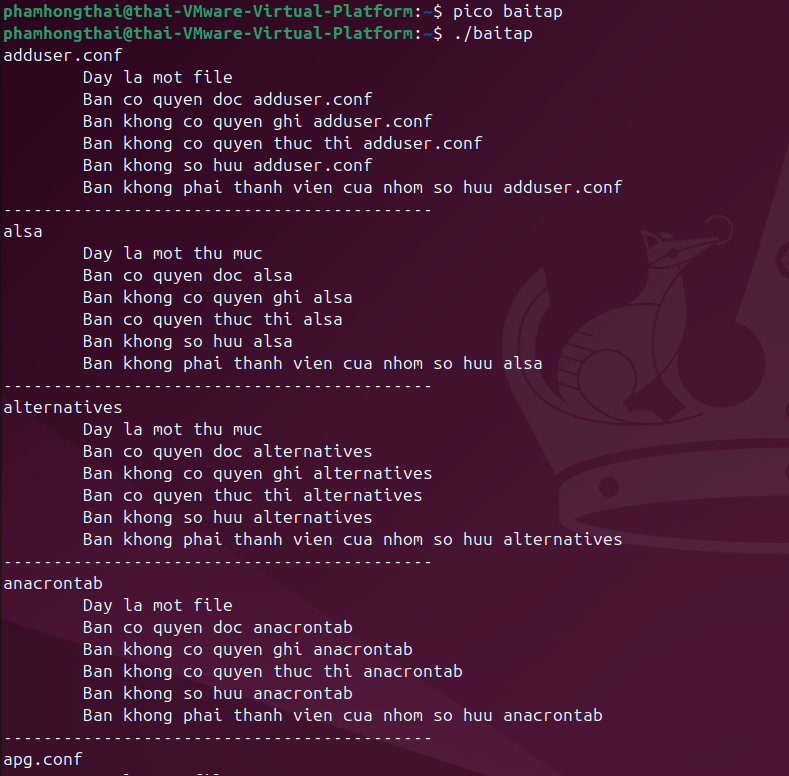 phamhongthai@thai-VMware-Virtual-Platform:~$ pico baitap
phamhongthai@thai-VMware-Virtual-Platform:~$ ./baitap
adduser.conf
        Day la mot file
        Ban co quyen doc adduser.conf
        Ban khong co quyen ghi adduser.conf
        Ban khong co quyen thuc thi adduser.conf
        Ban khong so huu adduser.conf
        Ban khong phai thanh vien cua nhom so huu adduser.conf
-------------------------------------------
alsa
        Day la mot thu muc
        Ban co quyen doc alsa
        Ban khong co quyen ghi alsa
        Ban co quyen thuc thi alsa
        Ban khong so huu alsa
        Ban khong phai thanh vien cua nhom so huu alsa
-------------------------------------------
alternatives
        Day la mot thu muc
        Ban co quyen doc alternatives
        Ban khong co quyen ghi alternatives
        Ban co quyen thuc thi alternatives
        Ban khong so huu alternatives
        Ban khong phai thanh vien cua nhom so huu alternatives
-------------------------------------------
anacrontab
        Day la mot file
        Ban co quyen doc anacrontab
        Ban khong co quyen ghi anacrontab
        Ban khong co quyen thuc thi anacrontab
        Ban khong so huu anacrontab
        Ban khong phai thanh vien cua nhom so huu anacrontab
-------------------------------------------
apg.conf